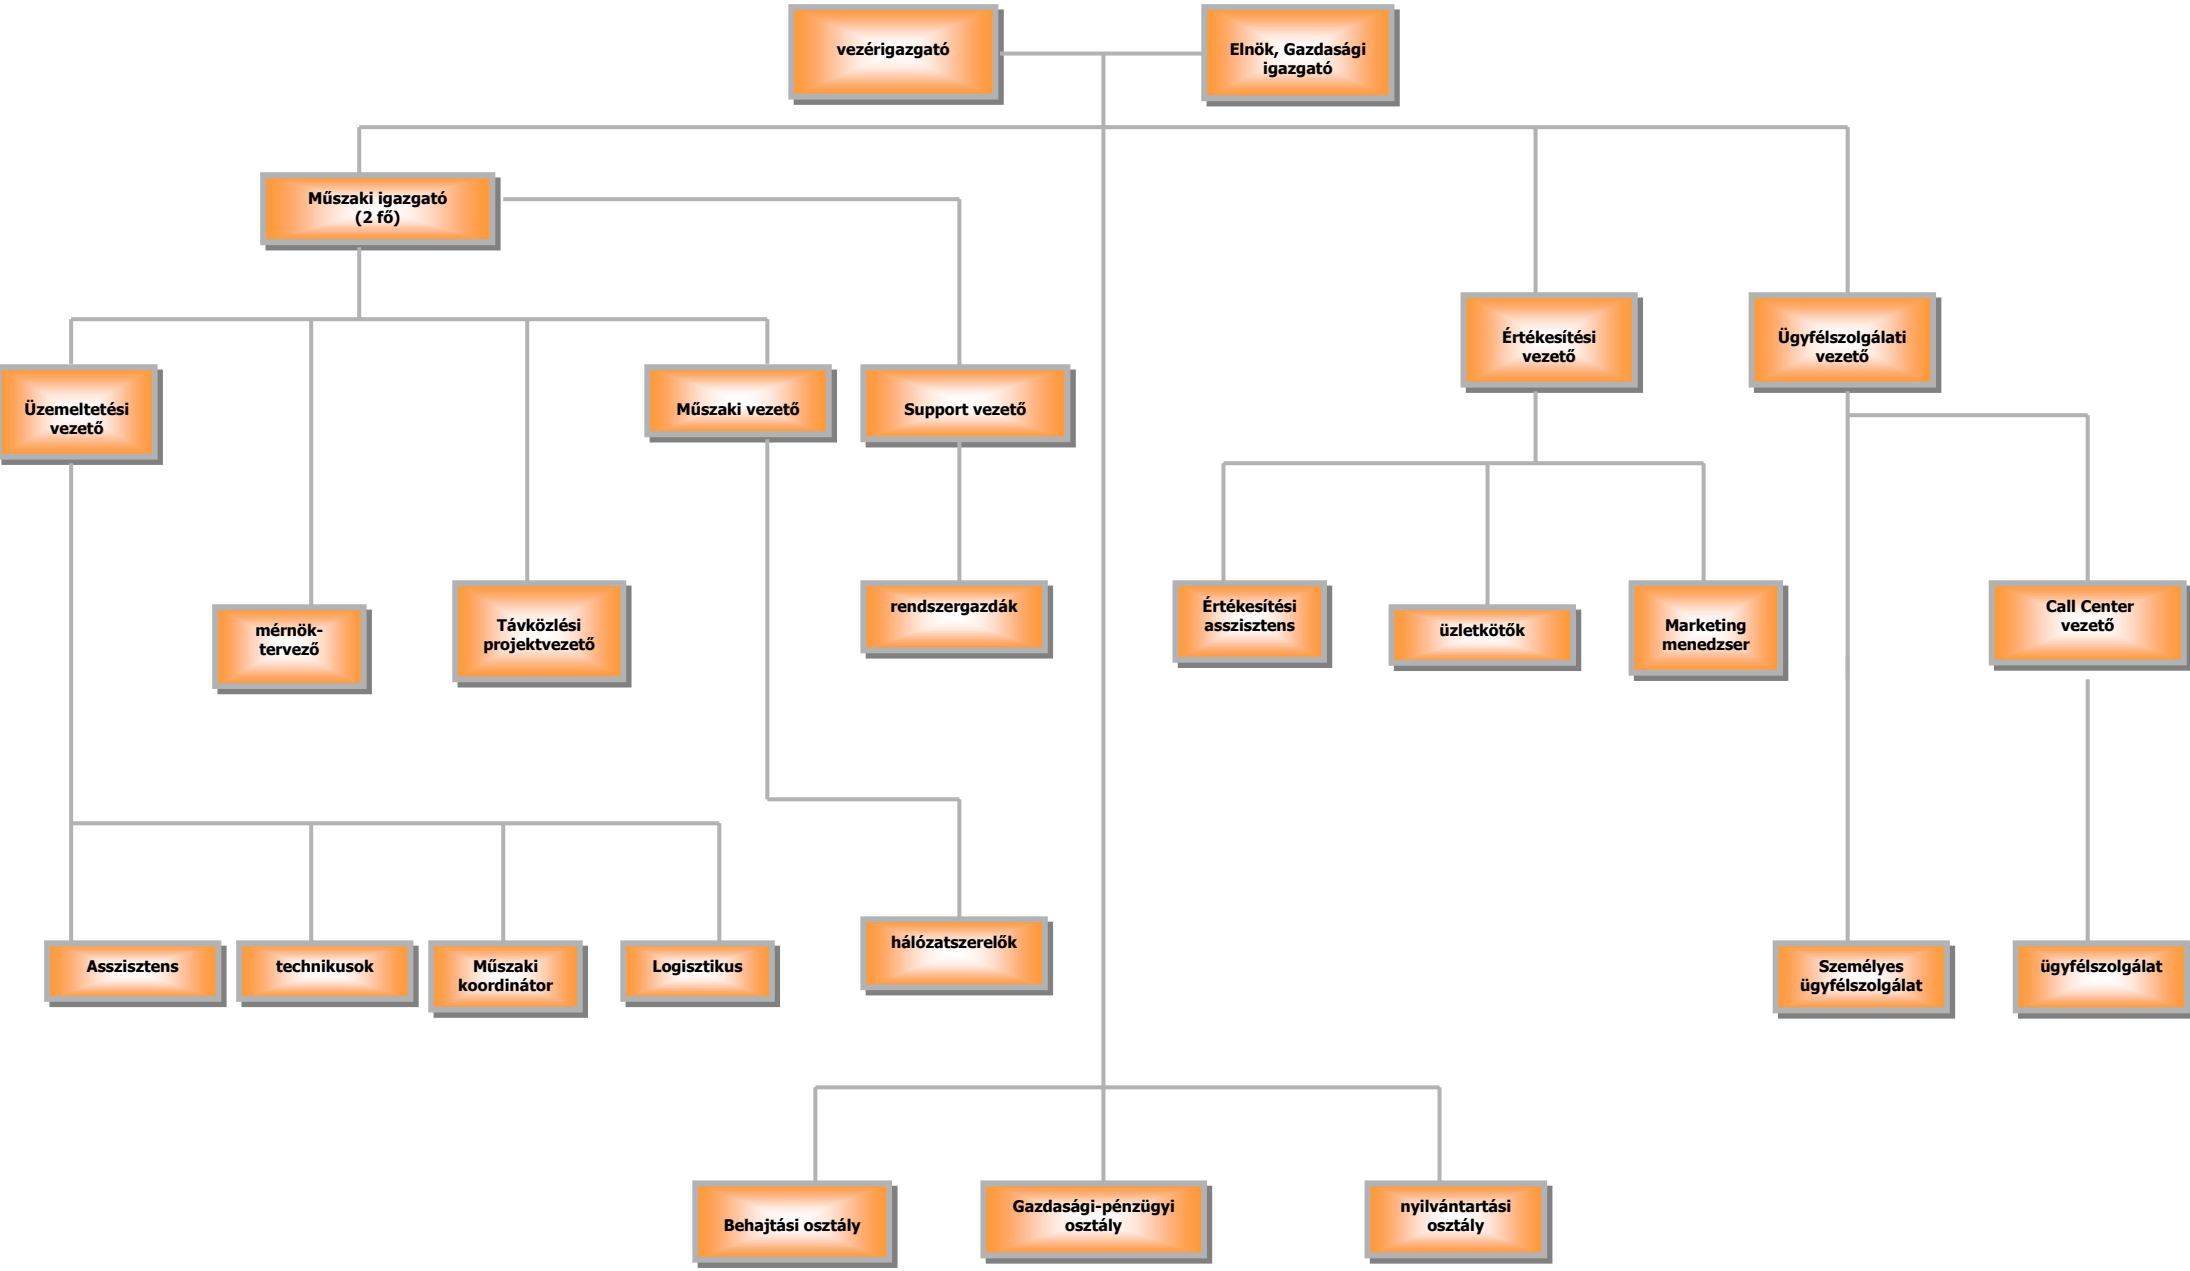 vezérigazgató
Elnök, Gazdasági
igazgató
Műszaki igazgató
(2 fő)
Értékesítési
vezető
Ügyfélszolgálati
vezető
Üzemeltetési
vezető
Műszaki vezető
Support vezető
mérnök-
tervező
Távközlési
projektvezető
rendszergazdák
Értékesítési
asszisztens
üzletkötők
Marketing
menedzser
Call Center
vezető
Asszisztens
technikusok
Műszaki
koordinátor
Logisztikus
hálózatszerelők
Személyes
ügyfélszolgálat
ügyfélszolgálat
Behajtási osztály
Gazdasági-pénzügyi
osztály
nyilvántartási
osztály